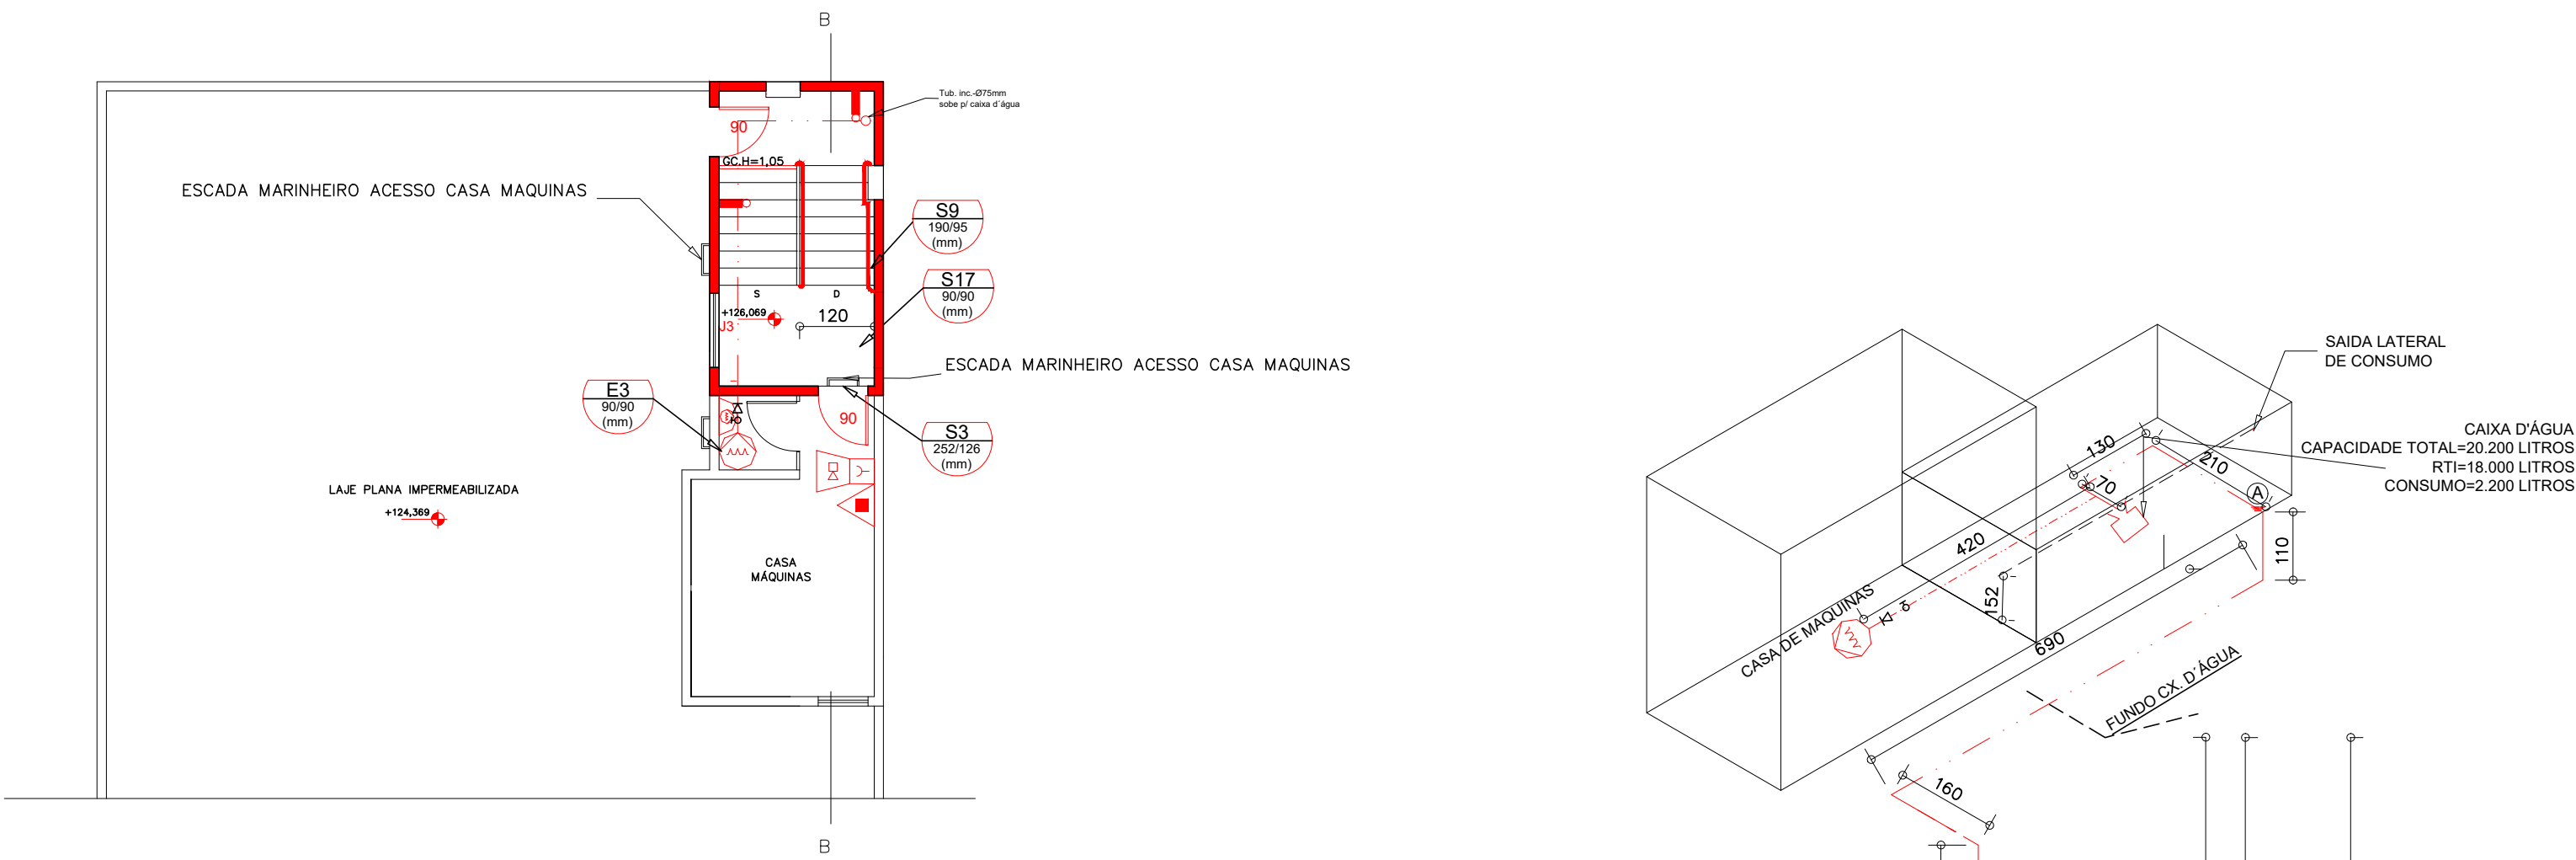 B
Tub. inc.-Ø75mm
sobe p/ caixa d´água
90
GC.H=1,05
ESCADA MARINHEIRO ACESSO CASA MAQUINAS
S9
190/95
(mm)
S17
90/90
(mm)
S
D
+126,069
J3
120
ESCADA MARINHEIRO ACESSO CASA MAQUINAS
E3
90/90
(mm)
90
S3
252/126
(mm)
LAJE PLANA IMPERMEABILIZADA
+124,369
CASA
MÁQUINAS
B
SAIDA LATERAL
DE CONSUMO
CAIXA D'ÁGUA
CAPACIDADE TOTAL=20.200 LITROS
RTI=18.000 LITROS
CONSUMO=2.200 LITROS
130
210
70
A
420
110
152
CASA DE MAQUINAS
690
FUNDO CX. D´ÁGUA
160